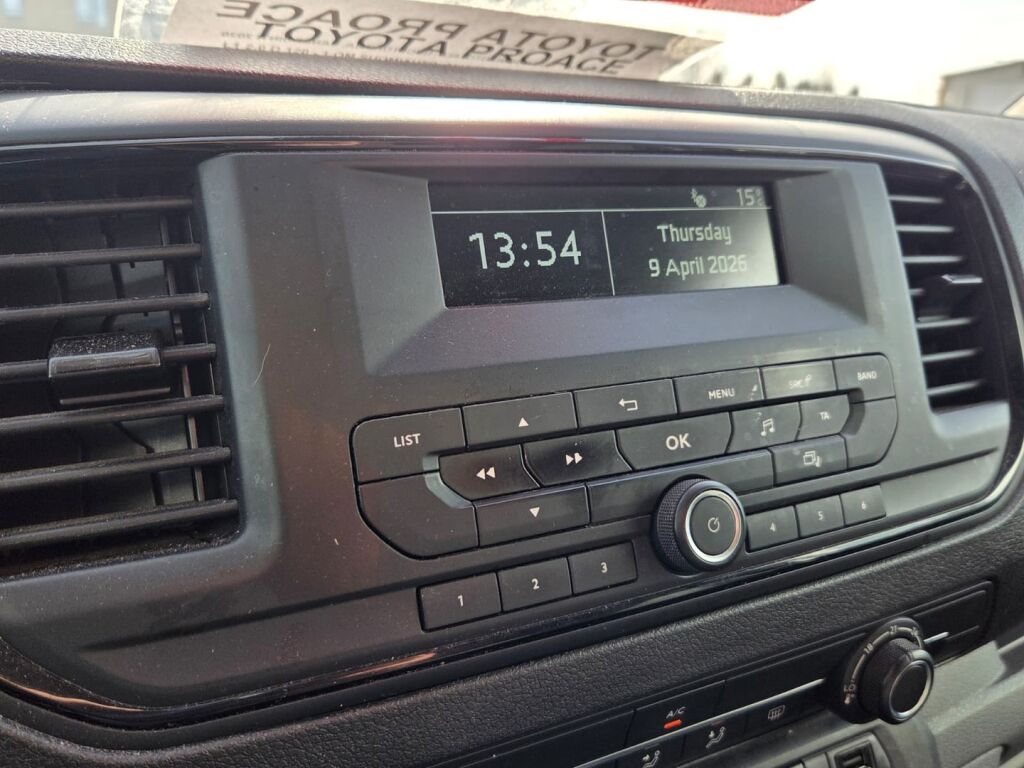 TOYOTA PROACE
TOYOTA PROACE
15°C
13:54
Thursday
9 April 2026
LIST
MENU
SRC
BAND
OK
TA
1
2
3
4
5
6
A/C